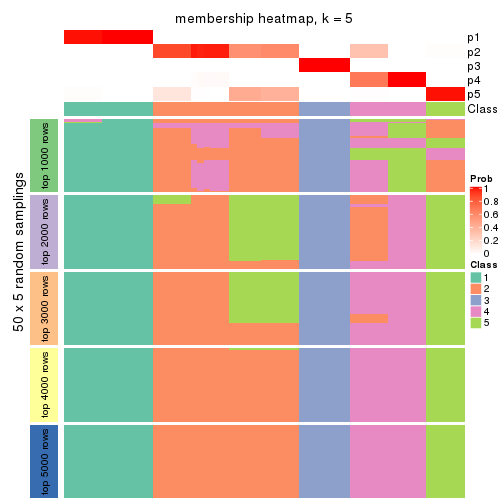 membership heatmap, k = 5
p1
p2
p3
p4
p5
Class
50 x 5 random samplings
top 1000 rows
top 2000 rows
top 3000 rows
top 4000 rows
top 5000 rows
Prob
1
0.8
0.6
0.4
0.2
0
Class
1
2
3
4
5